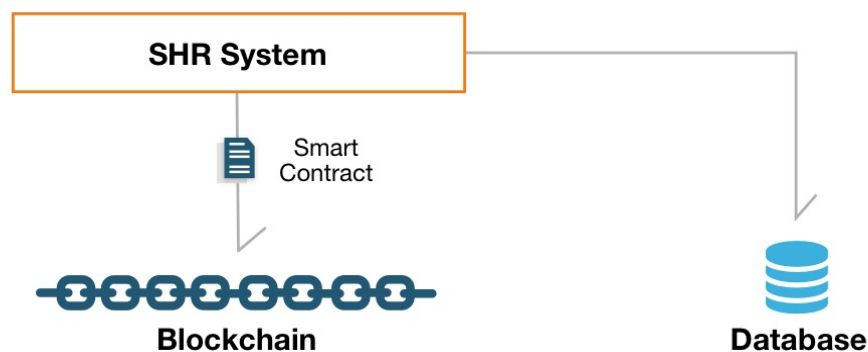 SHR System
Smart
Contract
Blockchain
Database